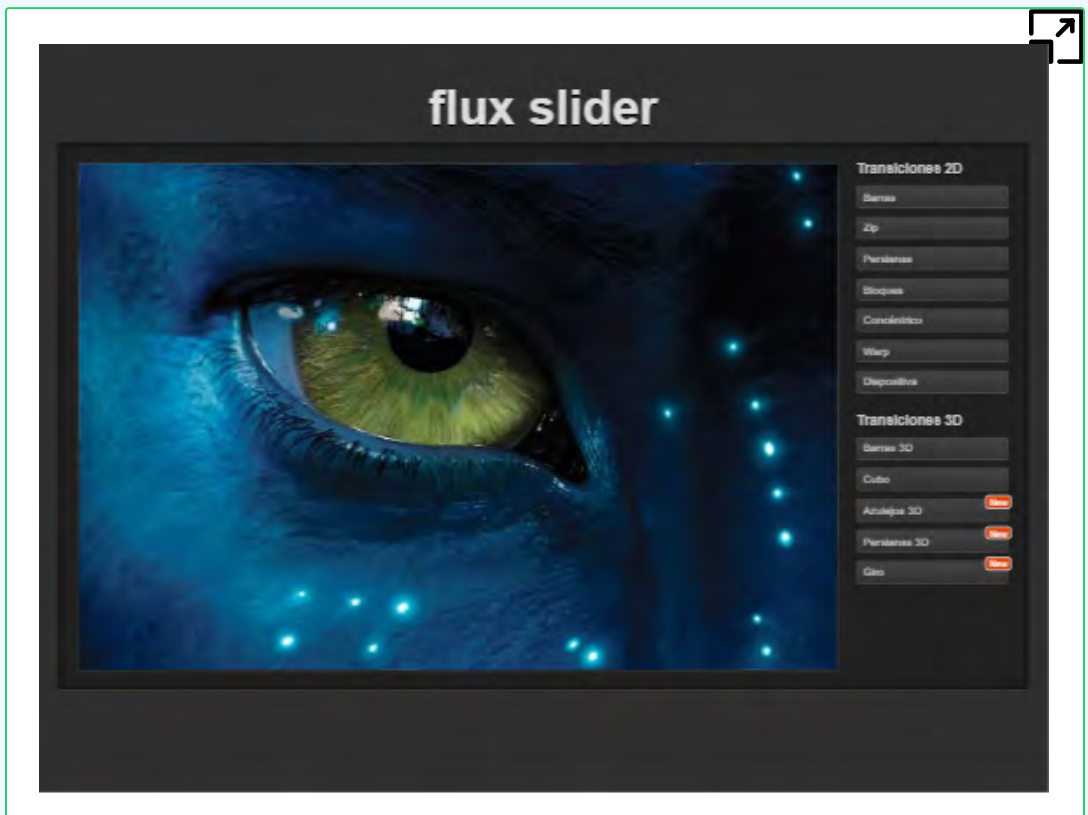 flux slider
Transiciones 2D
Barras
Zip
Persianas
Bloques
Concéntrico
Warp
Diapositiva
Transiciones 3D
Barras 3D
Cubo
Azulejos 3D
New
Persianas 3D
New
Giro
New